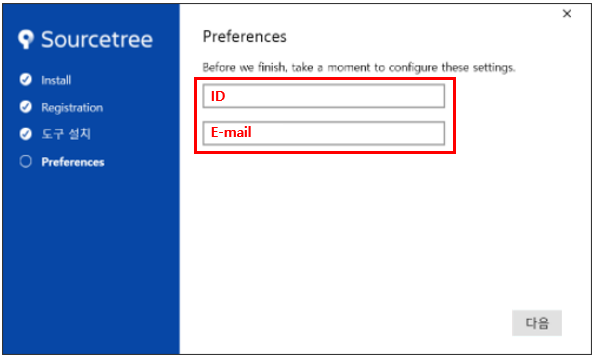 Sourcetree
Install
Registration
도구 설치
Preferences
Preferences
Before we finish, take a moment to configure these settings.
ID
E-mail
다음